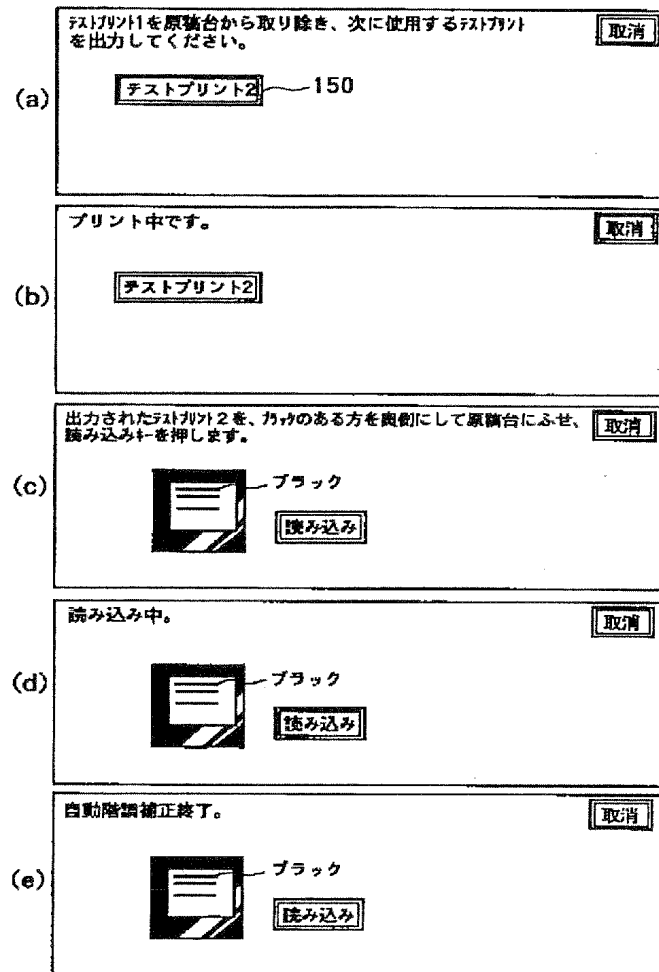 (a)
ﾃｽﾄﾌﾟﾘﾝﾄ1を原稿台から取り除き、次に使用するﾃｽﾄﾌﾟﾘﾝﾄ
を出力してください。
取消
テストプリント2
150
(b)
プリント中です。
取消
テストプリント2
(c)
出力されたﾃｽﾄﾌﾟﾘﾝﾄ2を、ﾌﾞﾗｯｸのある方を奥側にして原稿台にふせ、
読み込みｷｰを押します。
取消
ブラック
読み込み
(d)
読み込み中。
取消
ブラック
読み込み
(e)
自動階調補正終了。
取消
ブラック
読み込み